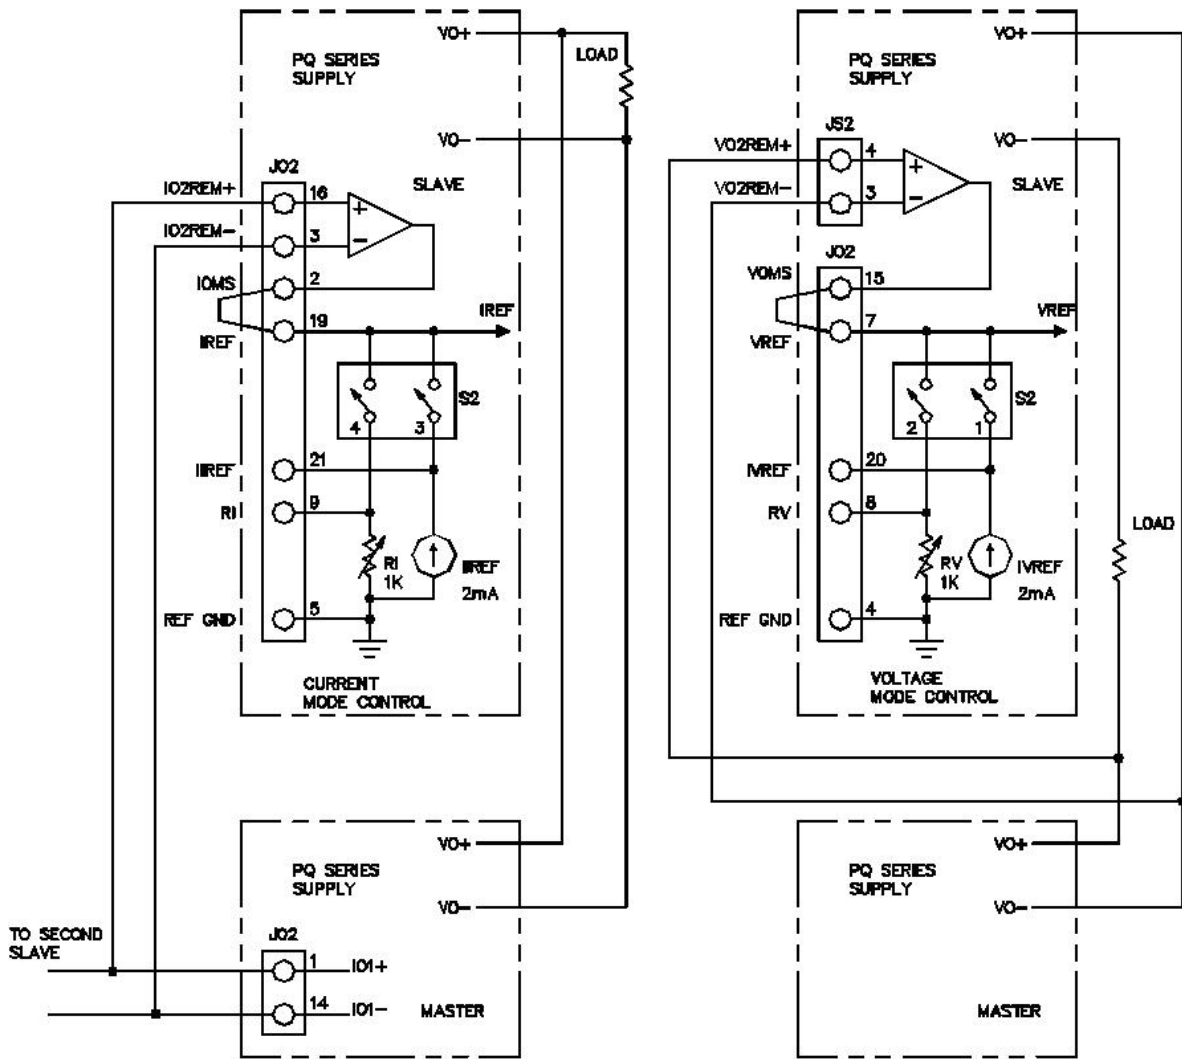 VO+
PQ SERIES
SUPPLY
LOAD
VO-
JO2
IO2REM+
16
SLAVE
+
IO2REM-
3
-
IOMS
2
IREF
19
IIREF
S2
4
3
IIIREF
21
RI
9
RI
1K
IIREF
2mA
REF GND
5
CURRENT
MODE CONTROL
VO+
PQ SERIES
SUPPLY
VO-
TO SECOND
SLAVE
JO2
1
IO1+
14
IO1-
MASTER
VO+
PQ SERIES
SUPPLY
JS2
VO-
VO2REM+
4
+
SLAVE
VO2REM-
3
-
JO2
VOMS
15
VREF
7
VREF
S2
2
1
IVREF
20
RV
8
LOAD
RV
1K
IVREF
2mA
REF GND
4
VOLTAGE
MODE CONTROL
VO+
PQ SERIES
SUPPLY
VO-
MASTER